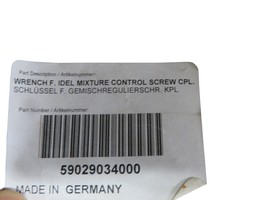 Part Description / Artikelnummer:
WRENCH F. IDEL MIXTURE CONTROL SCREW CPL.
SCHLÜSSEL F. GEMISCHREGULIERSCHR. KPL
Part Number / Artikelnummer:
59029034000
MADE IN GERMANY